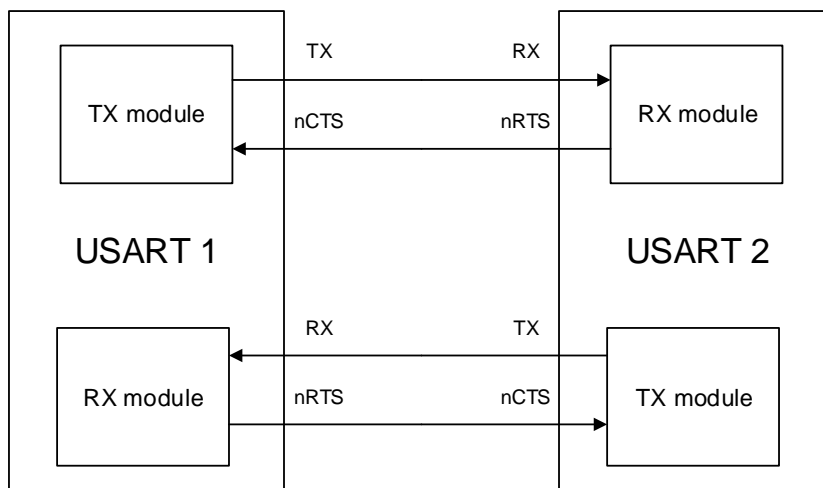 TX RX
TX module RX module
nCTS nRTS
USART 1 USART 2
RX TX
RX module TX module
nRTS nCTS